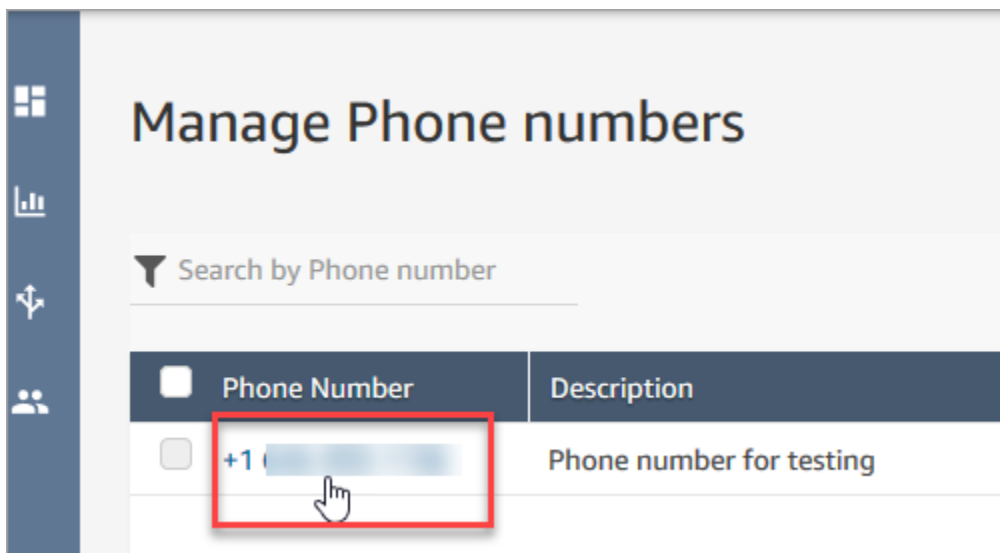 Manage Phone numbers
Search by Phone number
Phone Number Description
+1 Phone number for testing